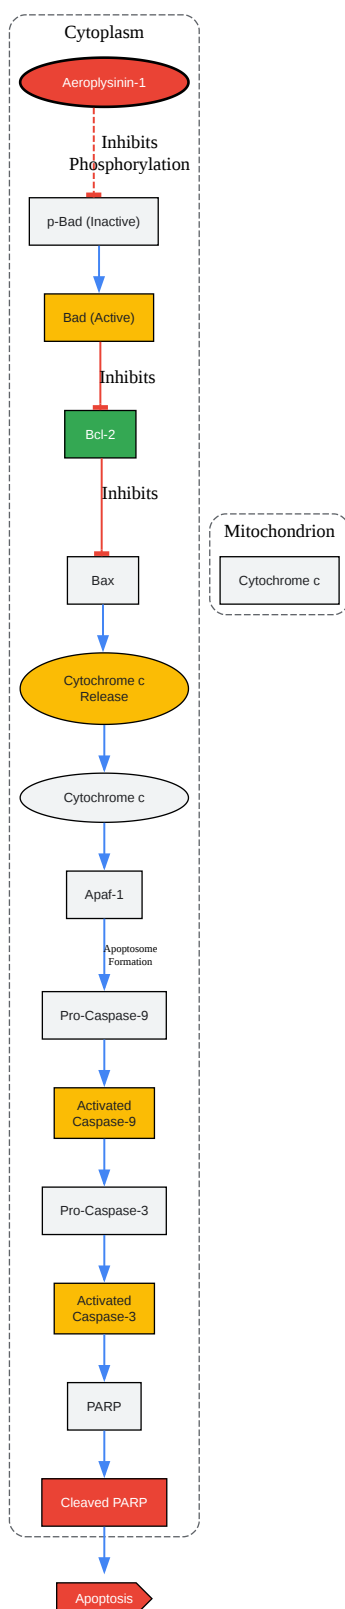 Cytoplasm
Aeroplysinin-1
Inhibits
Phosphorylation
p-Bad (Inactive)
Bad (Active)
Inhibits
Bcl-2
Inhibits
Mitochondrion
Cytochrome c
Bax
Cytochrome c
Release
Cytochrome c
Apaf-1
Apoptosome
Formation
Pro-Caspase-9
Activated
Caspase-9
Pro-Caspase-3
Activated
Caspase-3
PARP
Cleaved PARP
Apoptosis